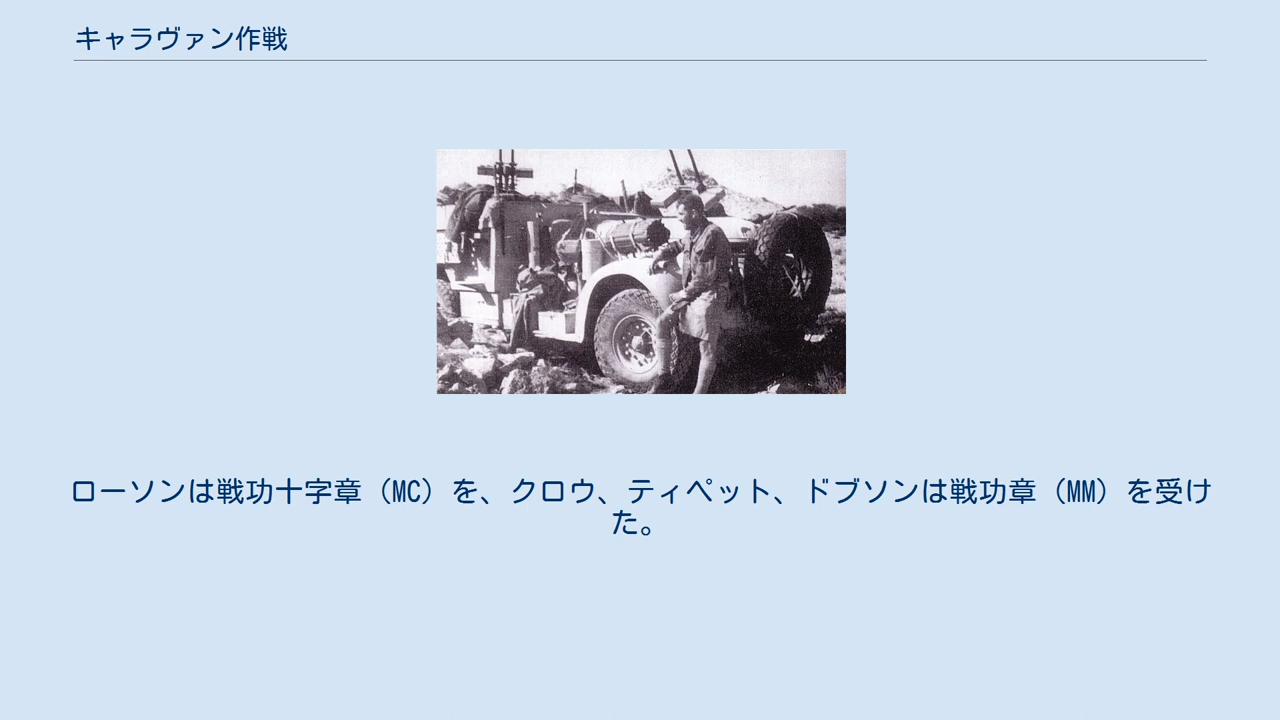 キャラヴァン作戦
ローソンは戦功十字章（MC）を、クロウ、ティペット、ドブソンは戦功章（MM）を受け
た。